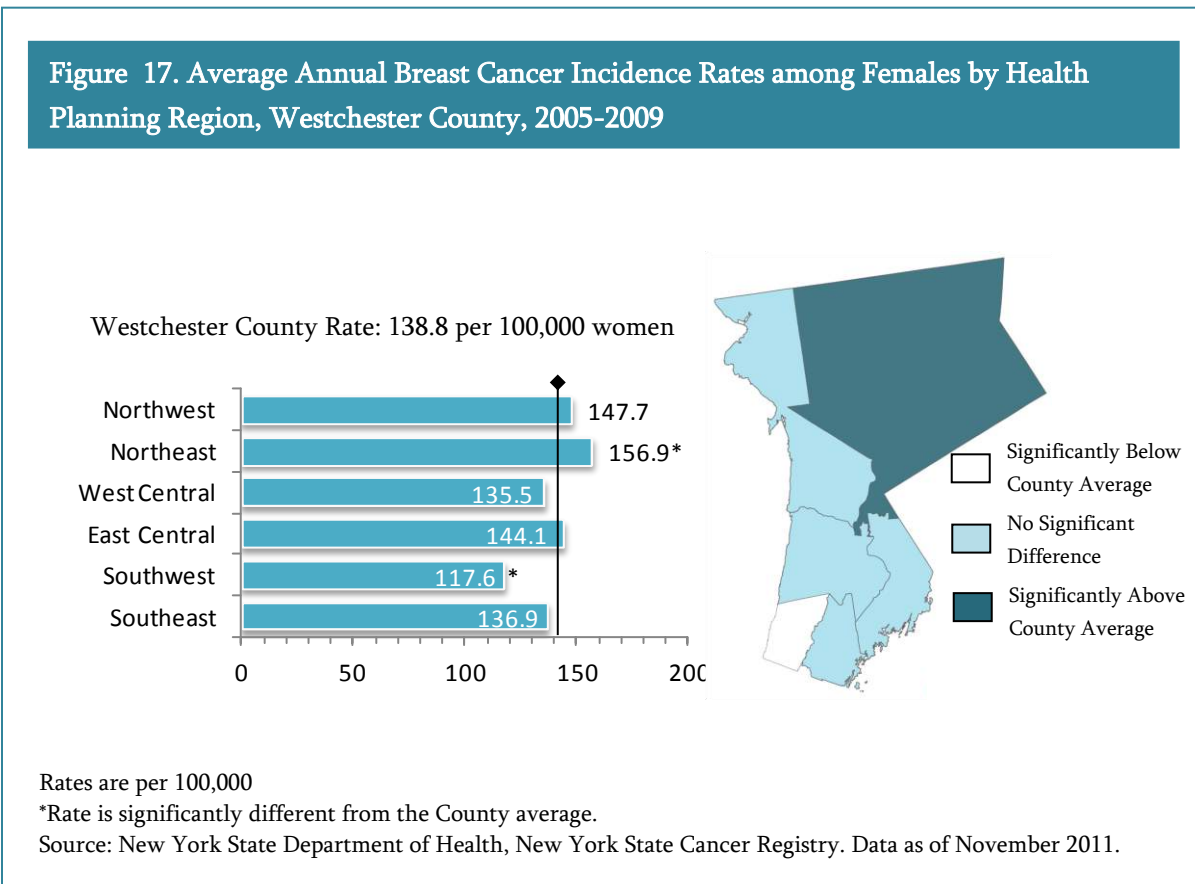 Figure 17. Average Annual Breast Cancer Incidence Rates among Females by Health
Planning Region, Westchester County, 2005-2009
Westchester County Rate: 138.8 per 100,000 women
Northwest 147.7
Northeast 156.9*
West Central 135.5
East Central 144.1
Southwest 117.6 *
Southeast 136.9
0 50 100 150 200
Significantly Below
County Average
No Significant
Difference
Significantly Above
County Average
Rates are per 100,000
*Rate is significantly different from the County average.
Source: New York State Department of Health, New York State Cancer Registry. Data as of November 2011.